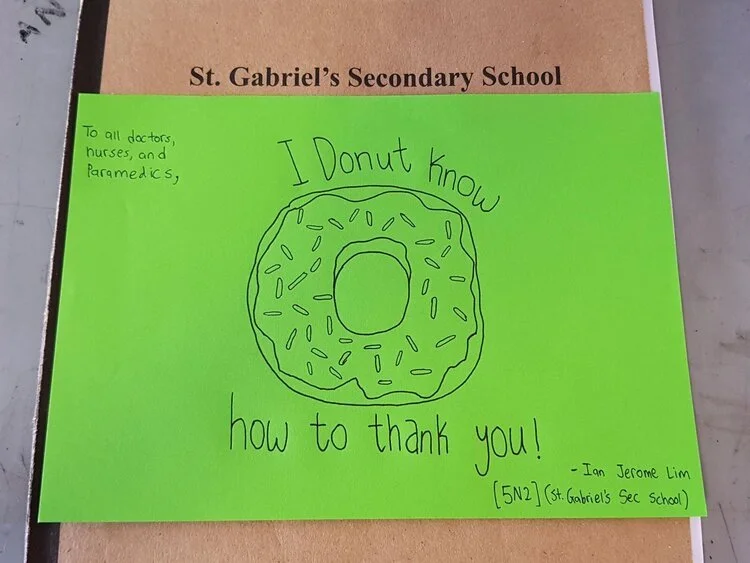 St. Gabriel's Secondary School
To all doctors,
nurses, and
Paramedics,
I Donut know
how to thank you!
- Ian Jerome Lim
[5N2] (St. Gabriel's Sec School)